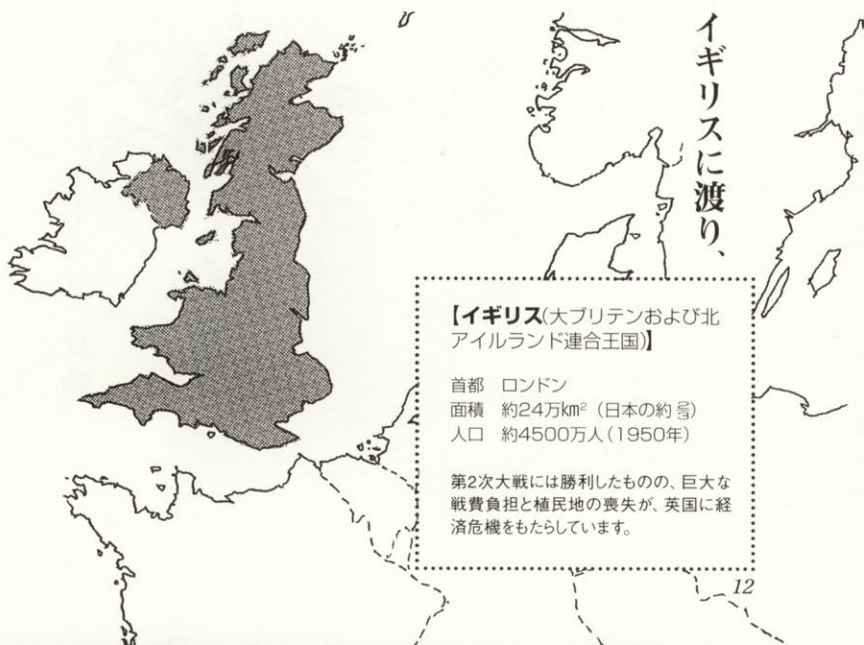 イギリスに渡り、
【イギリス(大ブリテンおよび北
アイルランド連合王国)】
首都 ロンドン
面積 約24万km²(日本の約⅔)
人口 約4500万人(1950年)
第2次大戦には勝利したものの、巨大な
戦費負担と植民地の喪失が、英国に経
済危機をもたらしています。
12